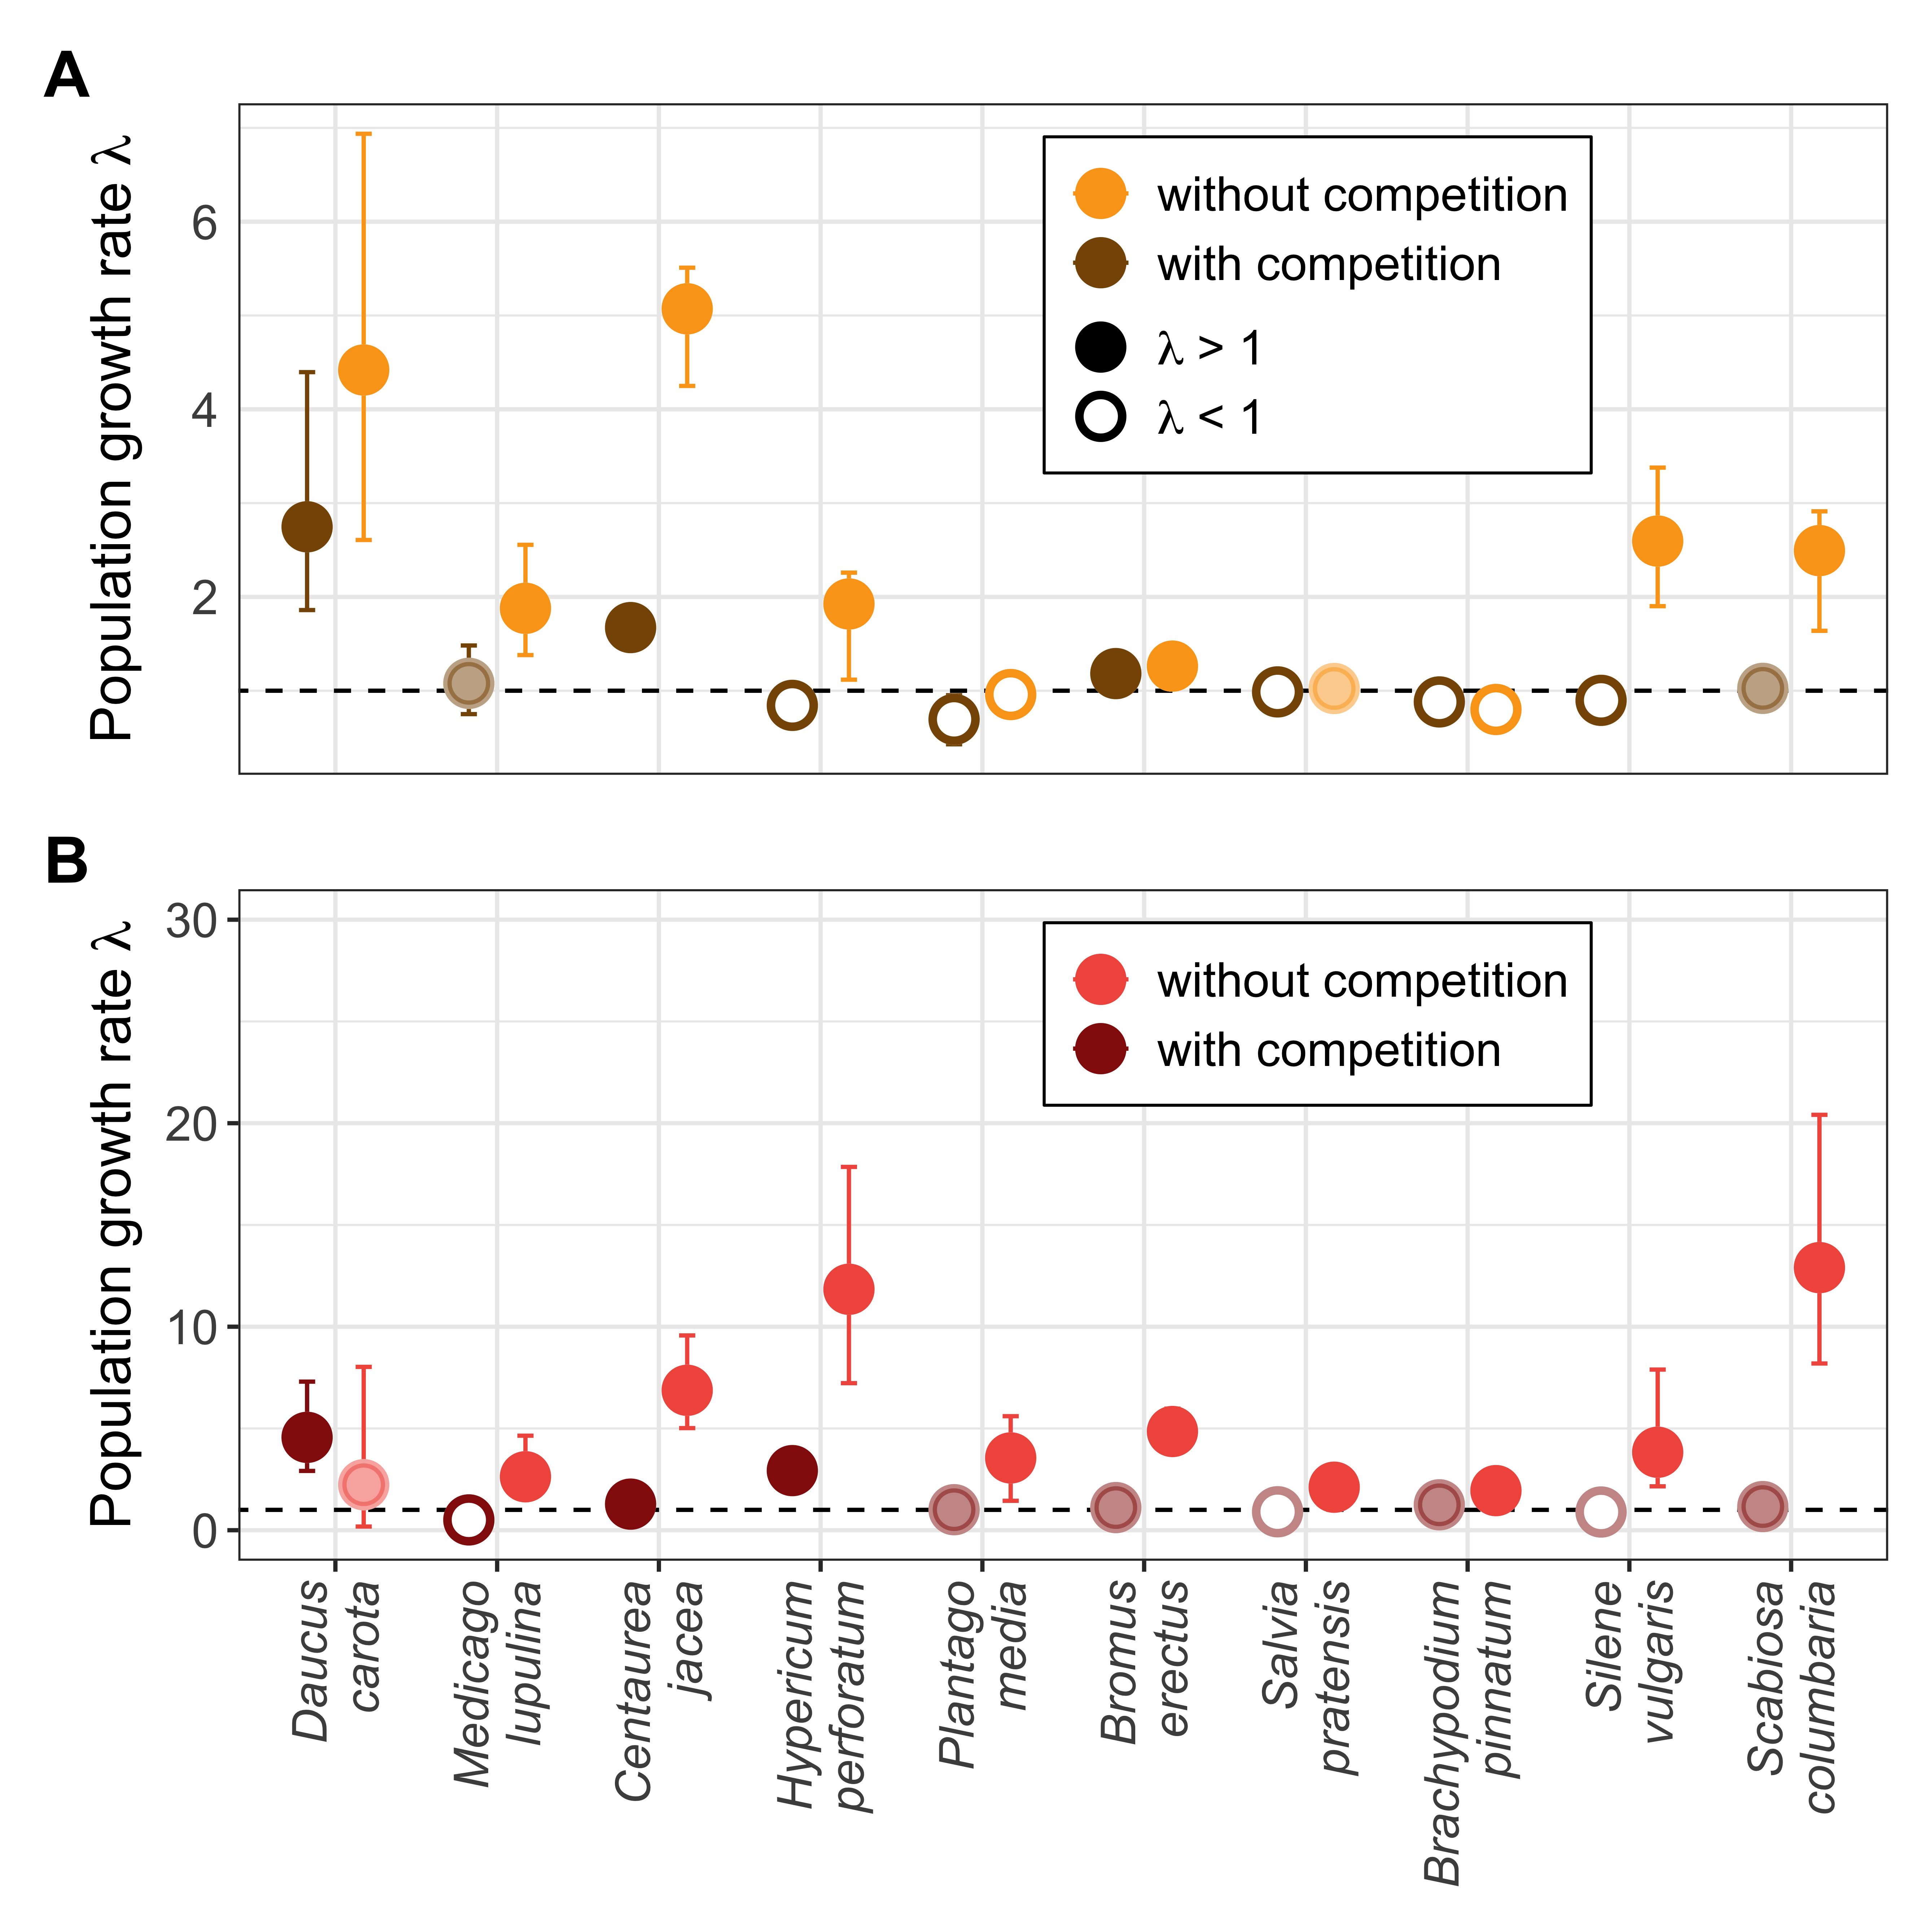 A
Population growth rate λ
6
4
2
without competition
with competition
λ > 1
λ < 1
B
Population growth rate λ
30
20
10
0
without competition
with competition
Daucus
carota
Medicago
lupulina
Centaurea
jacea
Hypericum
perforatum
Plantago
media
Bromus
erectus
Salvia
pratensis
Brachypodium
pinnatum
Silene
vulgaris
Scabiosa
columbaria